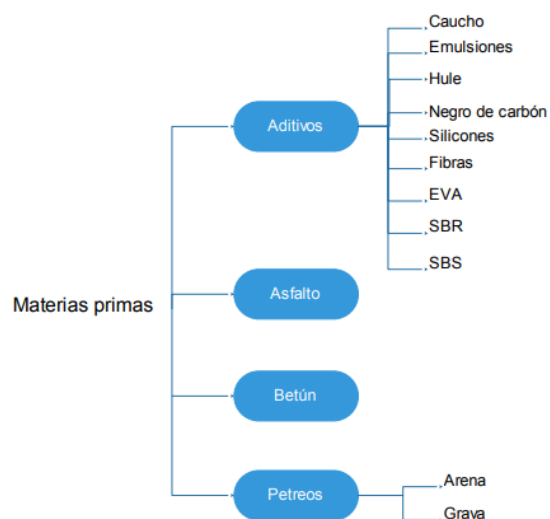 Materias primas
Aditivos
Caucho
Emulsiones
Hule
Negro de carbón
Silicones
Fibras
EVA
SBR
SBS
Asfalto
Betún
Petreos
Arena
Grava